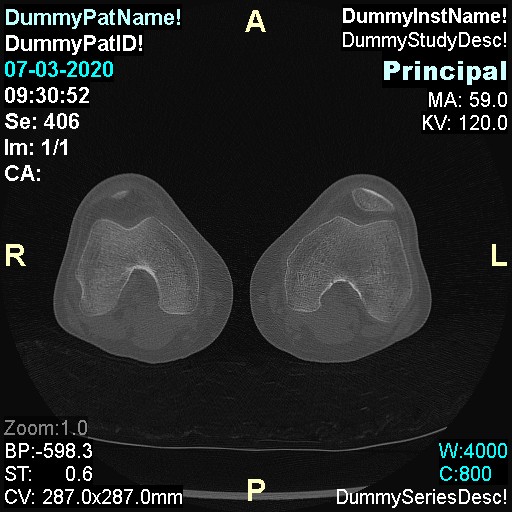 DummyPatName!
DummyPatID!
07-03-2020
09:30:52
Se: 406
Im: 1/1
CA:
A
DummyInstName!
DummyStudyDesc!
Principal
MA: 59.0
KV: 120.0
R
L
Zoom:1.0
BP:-598.3
ST: 0.6
CV: 287.0x287.0mm
P
W:4000
C:800
DummySeriesDesc!